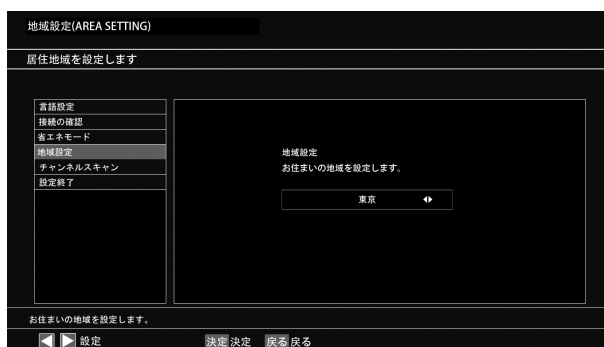 地域設定(AREA SETTING)
居住地域を設定します
言語設定
接続の確認
省エネモード
地域設定
チャンネルスキャン
設定終了
地域設定
お住まいの地域を設定します。
東京
お住まいの地域を設定します。
設定 決定 決定 戻る 戻る